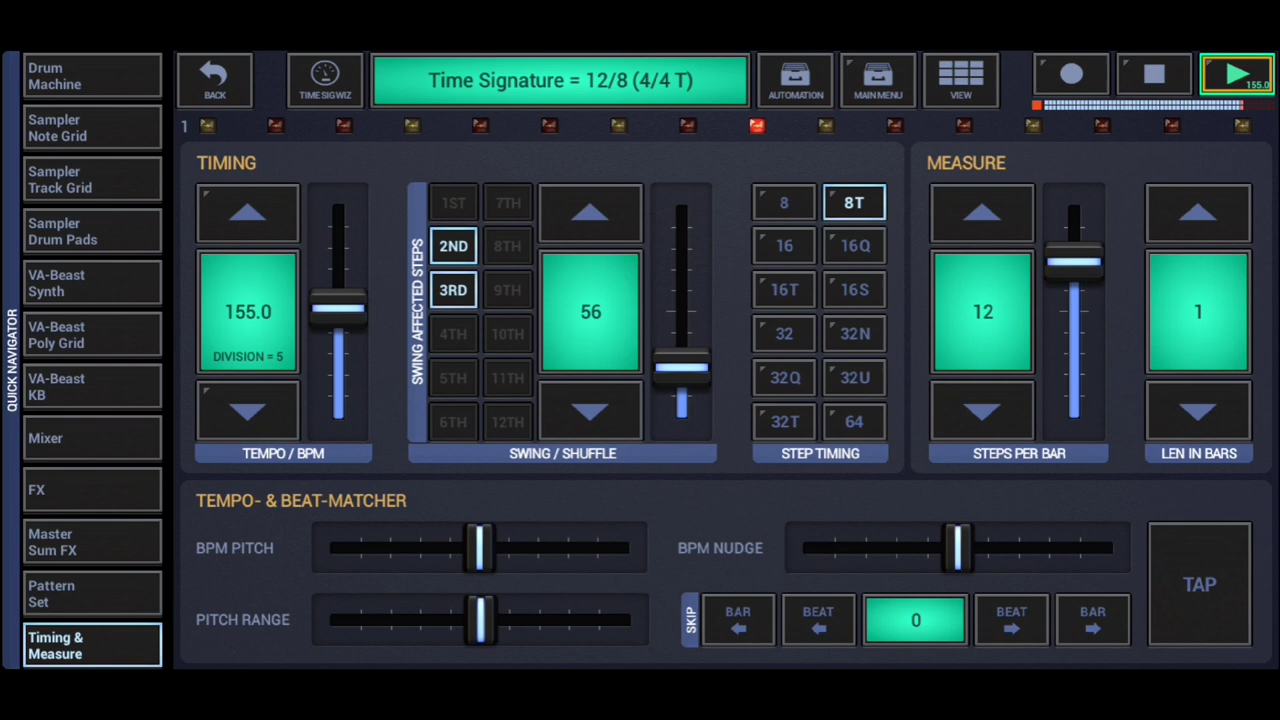 QUICK NAVIGATOR
Drum
Machine
Sampler
Note Grid
Sampler
Track Grid
Sampler
Drum Pads
VA-Beast
Synth
VA-Beast
Poly Grid
VA-Beast
KB
Mixer
FX
Master
Sum FX
Pattern
Set
Timing &
Measure
BACK
TIME SIG WIZ
Time Signature = 12/8 (4/4 T)
AUTOMATION
MAIN MENU
VIEW
155.0
1
TIMING
155.0
DIVISION = 5
TEMPO / BPM
SWING AFFECTED STEPS
1ST 7TH
2ND 8TH
3RD 9TH
4TH 10TH
5TH 11TH
6TH 12TH
56
SWING / SHUFFLE
8 8T
16 16Q
16T 16S
32 32N
32Q 32U
32T 64
STEP TIMING
MEASURE
12
STEPS PER BAR
1
LEN IN BARS
TEMPO- & BEAT-MATCHER
BPM PITCH
PITCH RANGE
BPM NUDGE
SKIP
BAR
BEAT
0
BEAT
BAR
TAP